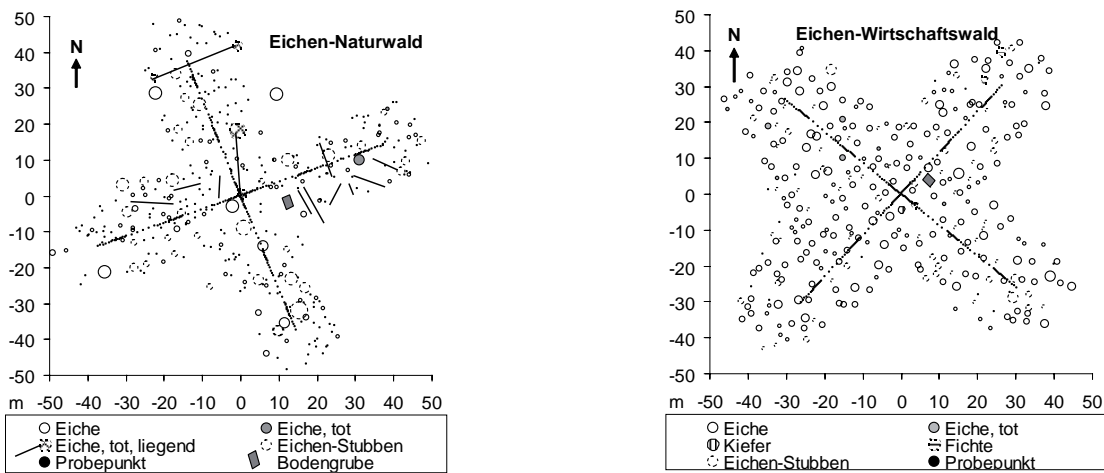 Eichen-Naturwald
N
50
40
30
20
10
0
-10
-20
-30
-40
-50
m -50 -40 -30 -20 -10 0 10 20 30 40 50
Eiche
Eiche, tot
Eiche, tot, liegend
Eichen-Stubben
Probepunkt
Bodengrube
Eichen-Wirtschaftswald
N
50
40
30
20
10
0
-10
-20
-30
-40
-50
m -50 -40 -30 -20 -10 0 10 20 30 40 50
Eiche
Eiche, tot
Kiefer
Fichte
Eichen-Stubben
Probepunkt